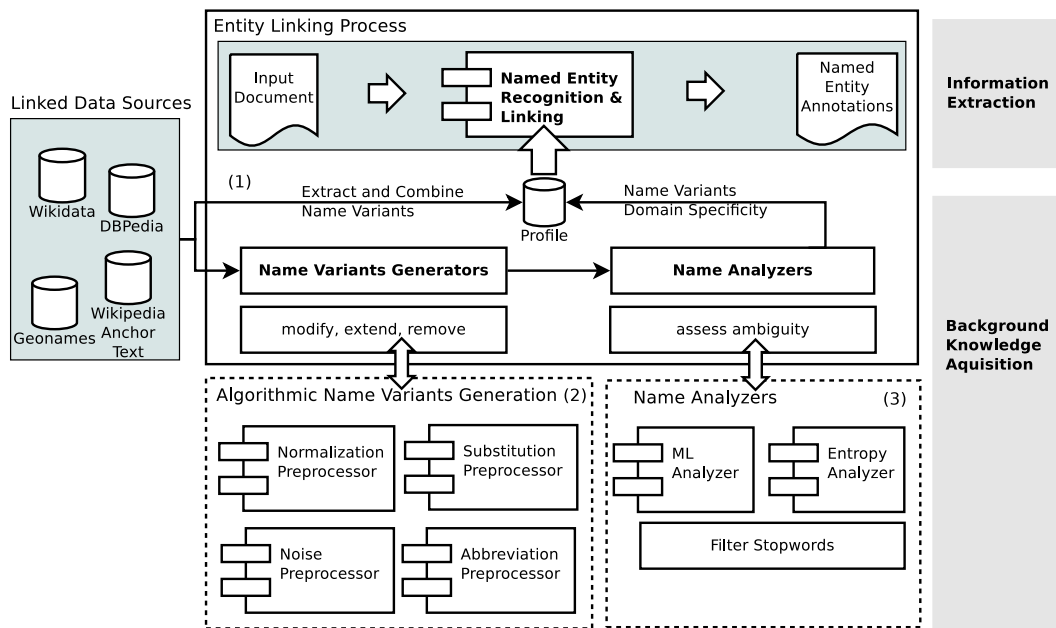 Entity Linking Process
Input
Document
Named Entity
Recognition &
Linking
Named
Entity
Annotations
Information
Extraction
Linked Data Sources
Wikidata
DBPedia
Geonames
Wikipedia
Anchor
Text
(1)
Extract and Combine
Name Variants
Profile
Name Variants
Domain Specificity
Name Variants Generators
Name Analyzers
modify, extend, remove
assess ambiguity
Background
Knowledge
Aquisition
Algorithmic Name Variants Generation (2)
Normalization
Preprocessor
Substitution
Preprocessor
Noise
Preprocessor
Abbreviation
Preprocessor
Name Analyzers
(3)
ML
Analyzer
Entropy
Analyzer
Filter Stopwords